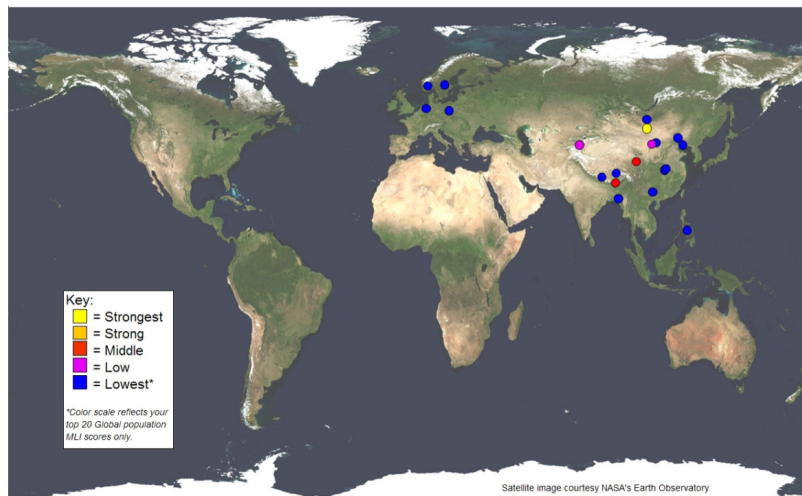 Key:
= Strongest
= Strong
= Middle
= Low
= Lowest*
*Color scale reflects your
top 20 Global population
MLI scores only.
Satellite image courtesy NASA's Earth Observatory